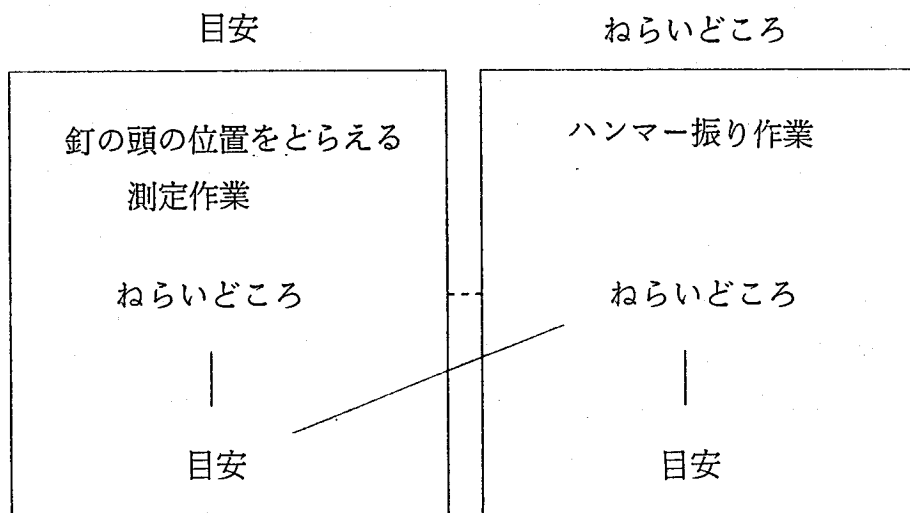 目安
ねらいどころ
釘の頭の位置をとらえる
測定作業
ねらいどころ
目安
ハンマー振り作業
ねらいどころ
目安